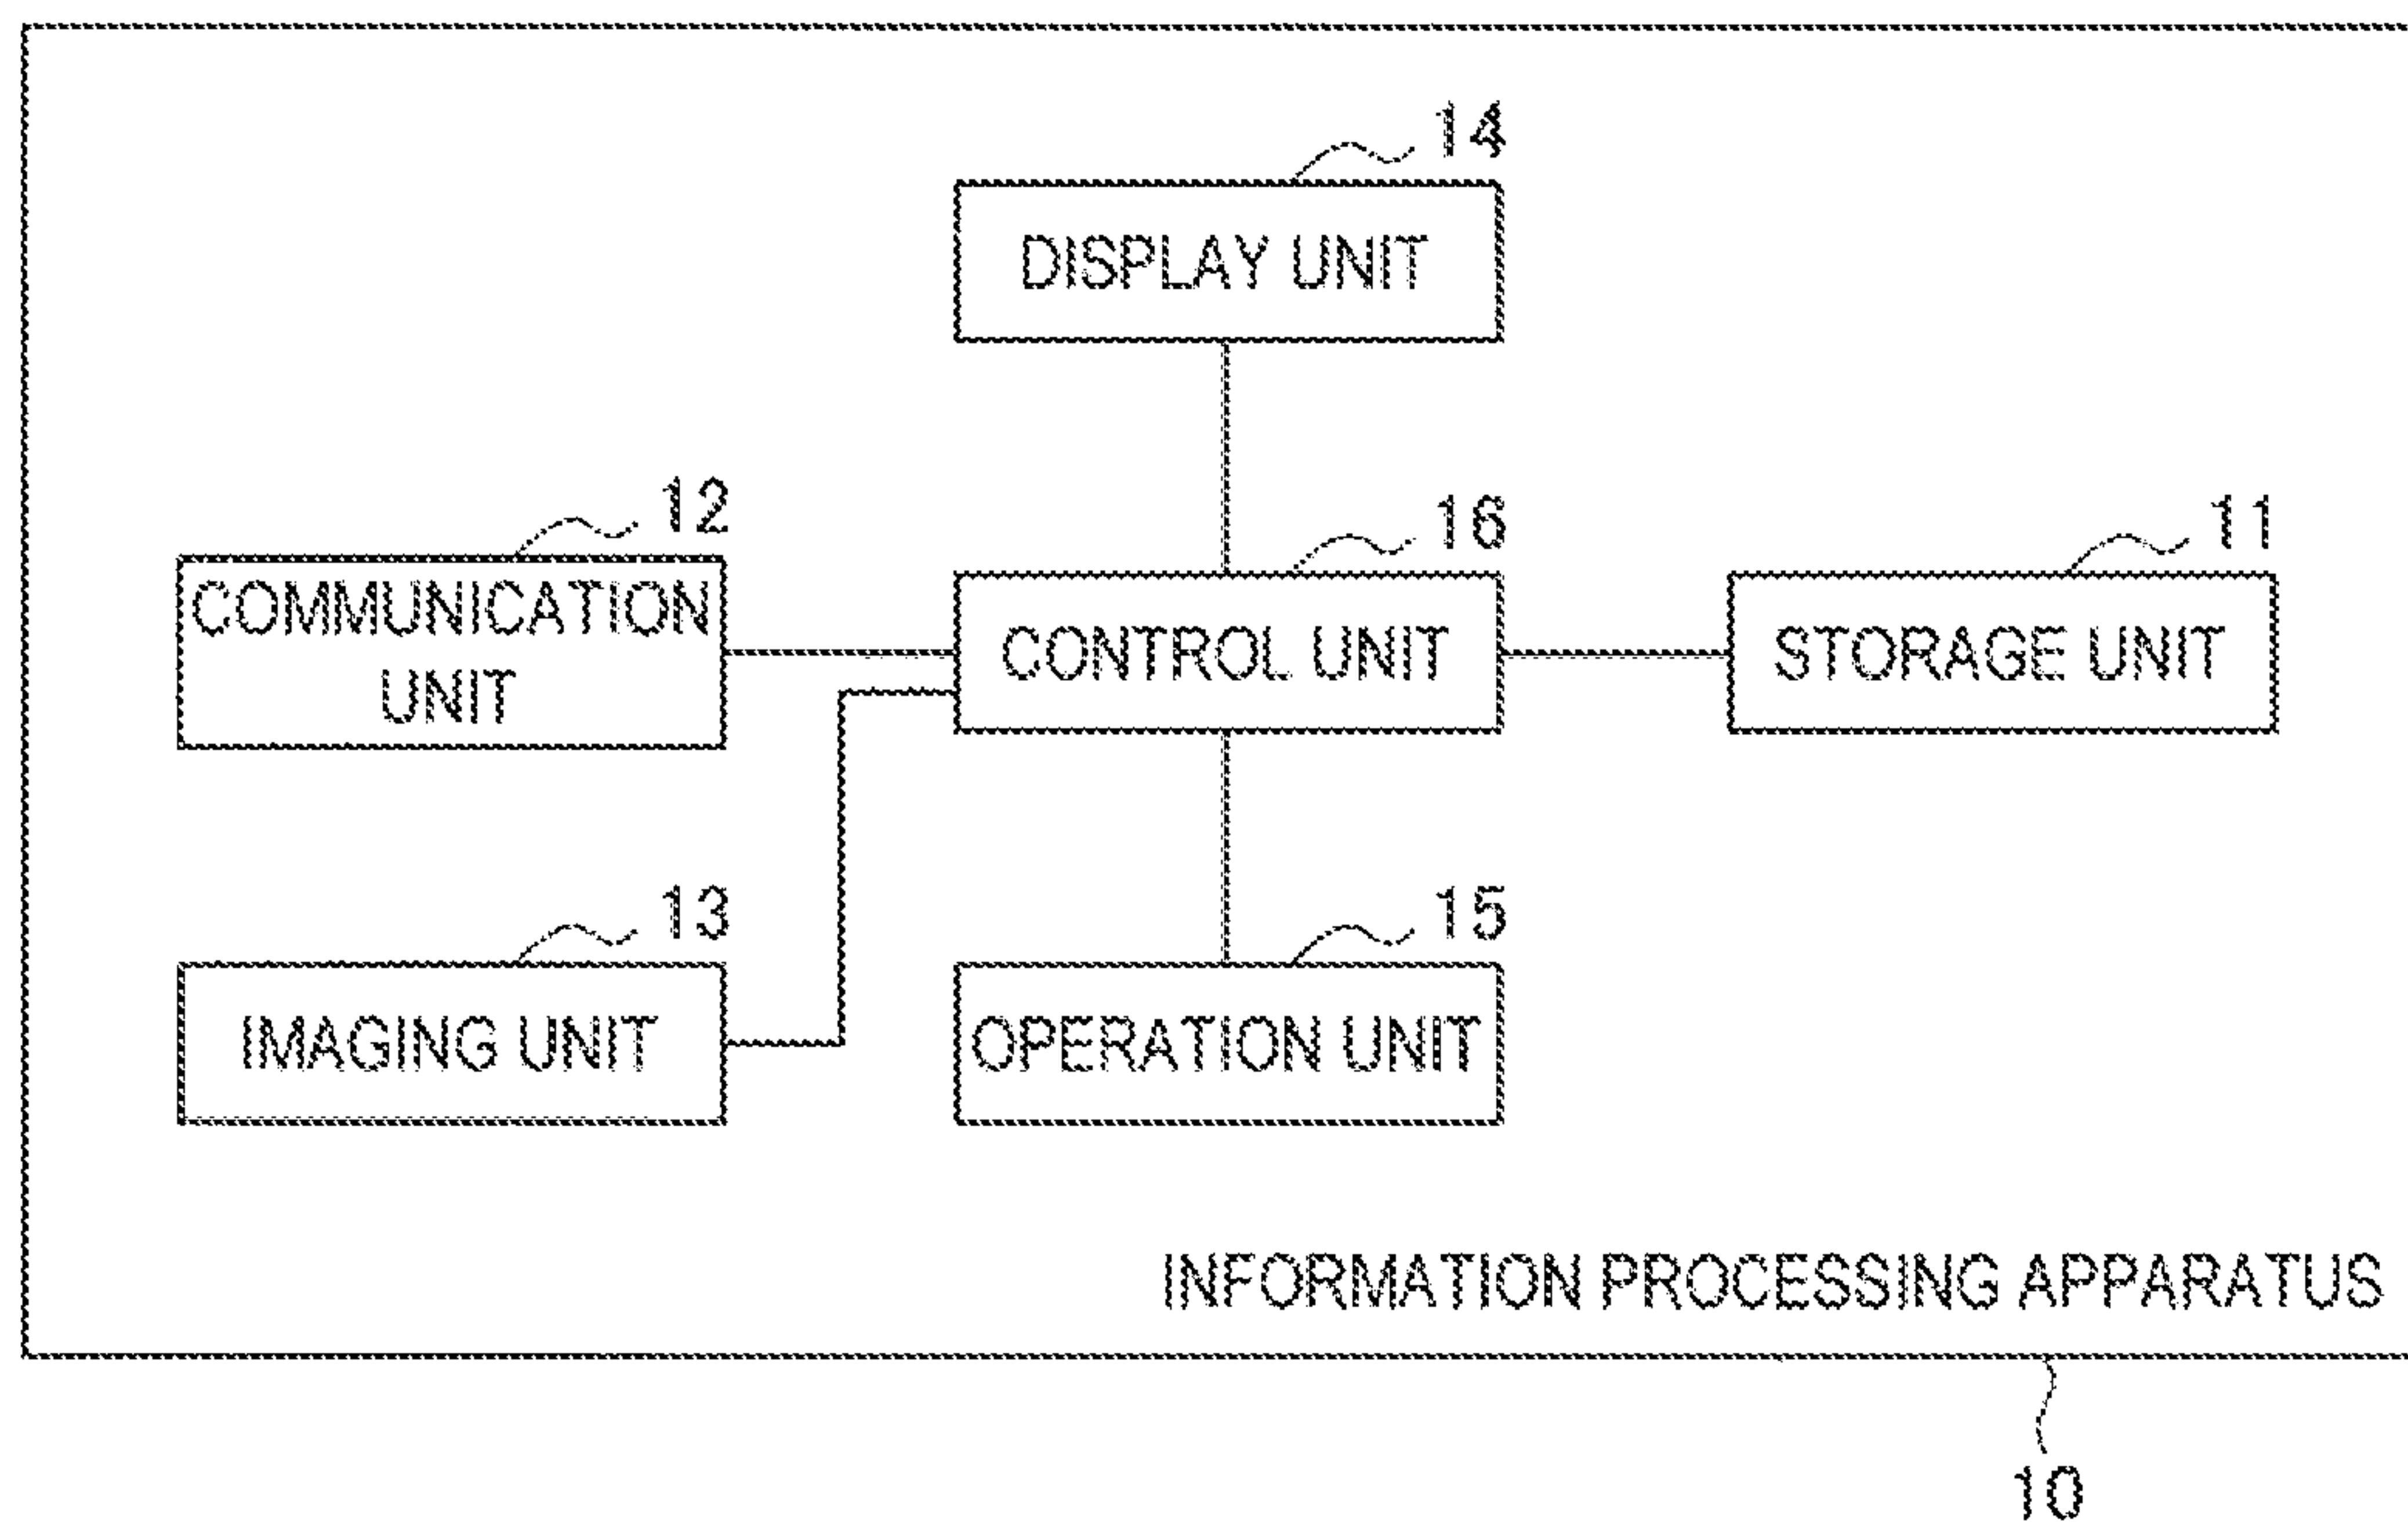 14
DISPLAY UNIT
12
16
11
COMMUNICATION
UNIT
CONTROL UNIT
STORAGE UNIT
13
15
IMAGING UNIT
OPERATION UNIT
INFORMATION PROCESSING APPARATUS
10